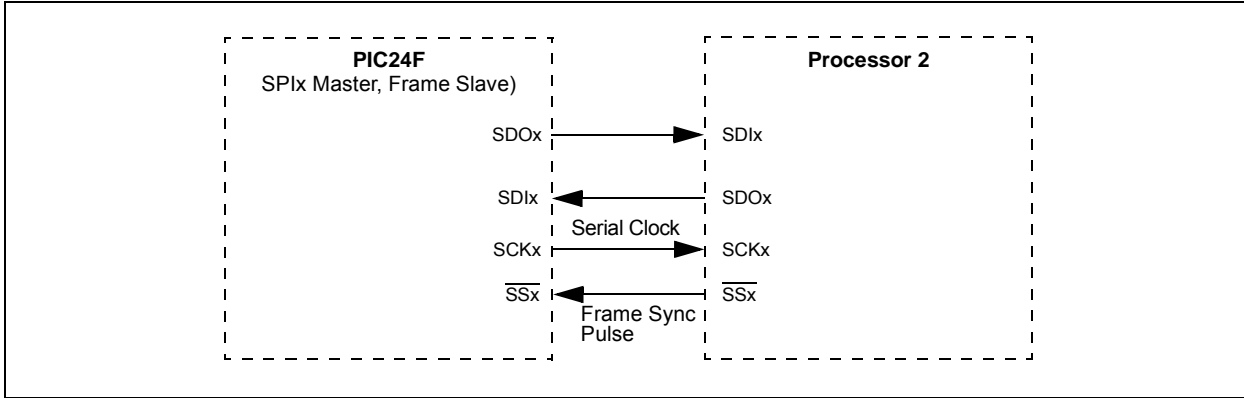 PIC24F
SPIx Master, Frame Slave)
Processor 2
SDOx
SDIx
SDIx
SDOx
Serial Clock
SCKx
SCKx
SSx
SSx
Frame Sync
Pulse